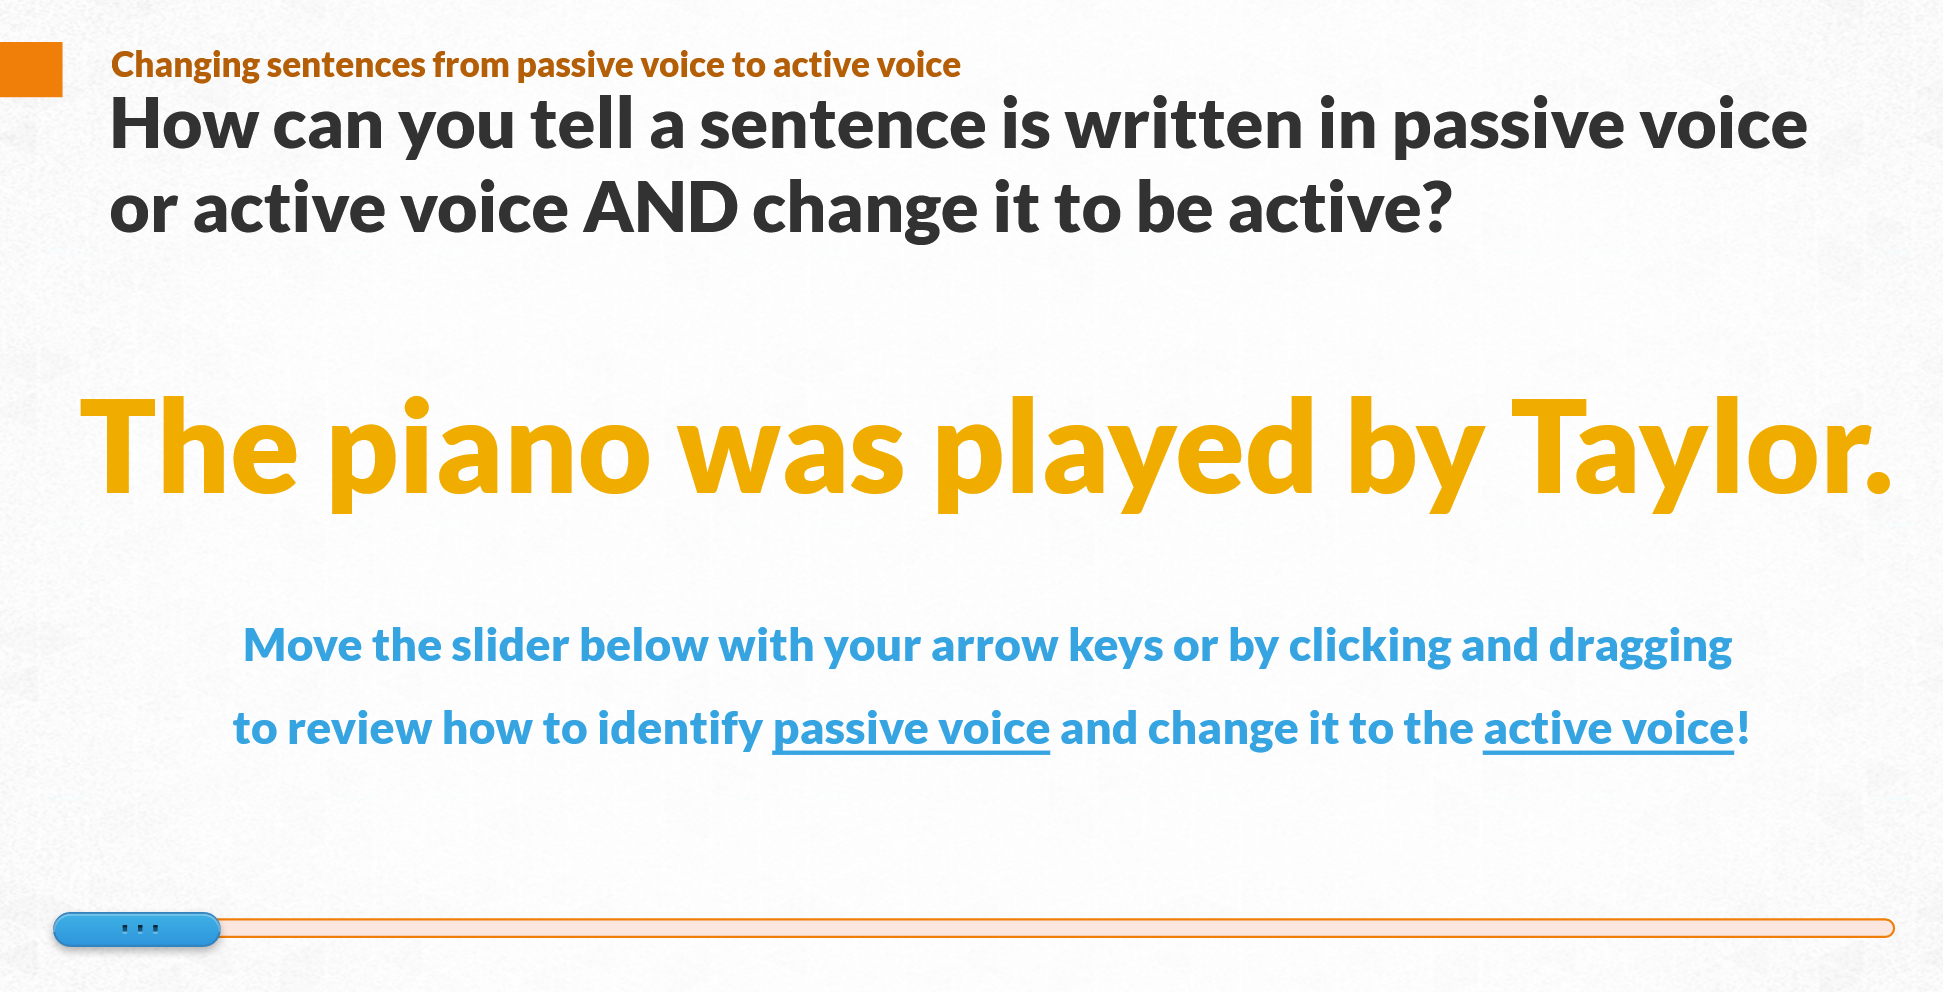 Changing sentences from passive voice to active voice
How can you tell a sentence is written in passive voice
or active voice AND change it to be active?
The piano was played by Taylor.
Move the slider below with your arrow keys or by clicking and dragging
to review how to identify passive voice and change it to the active voice!